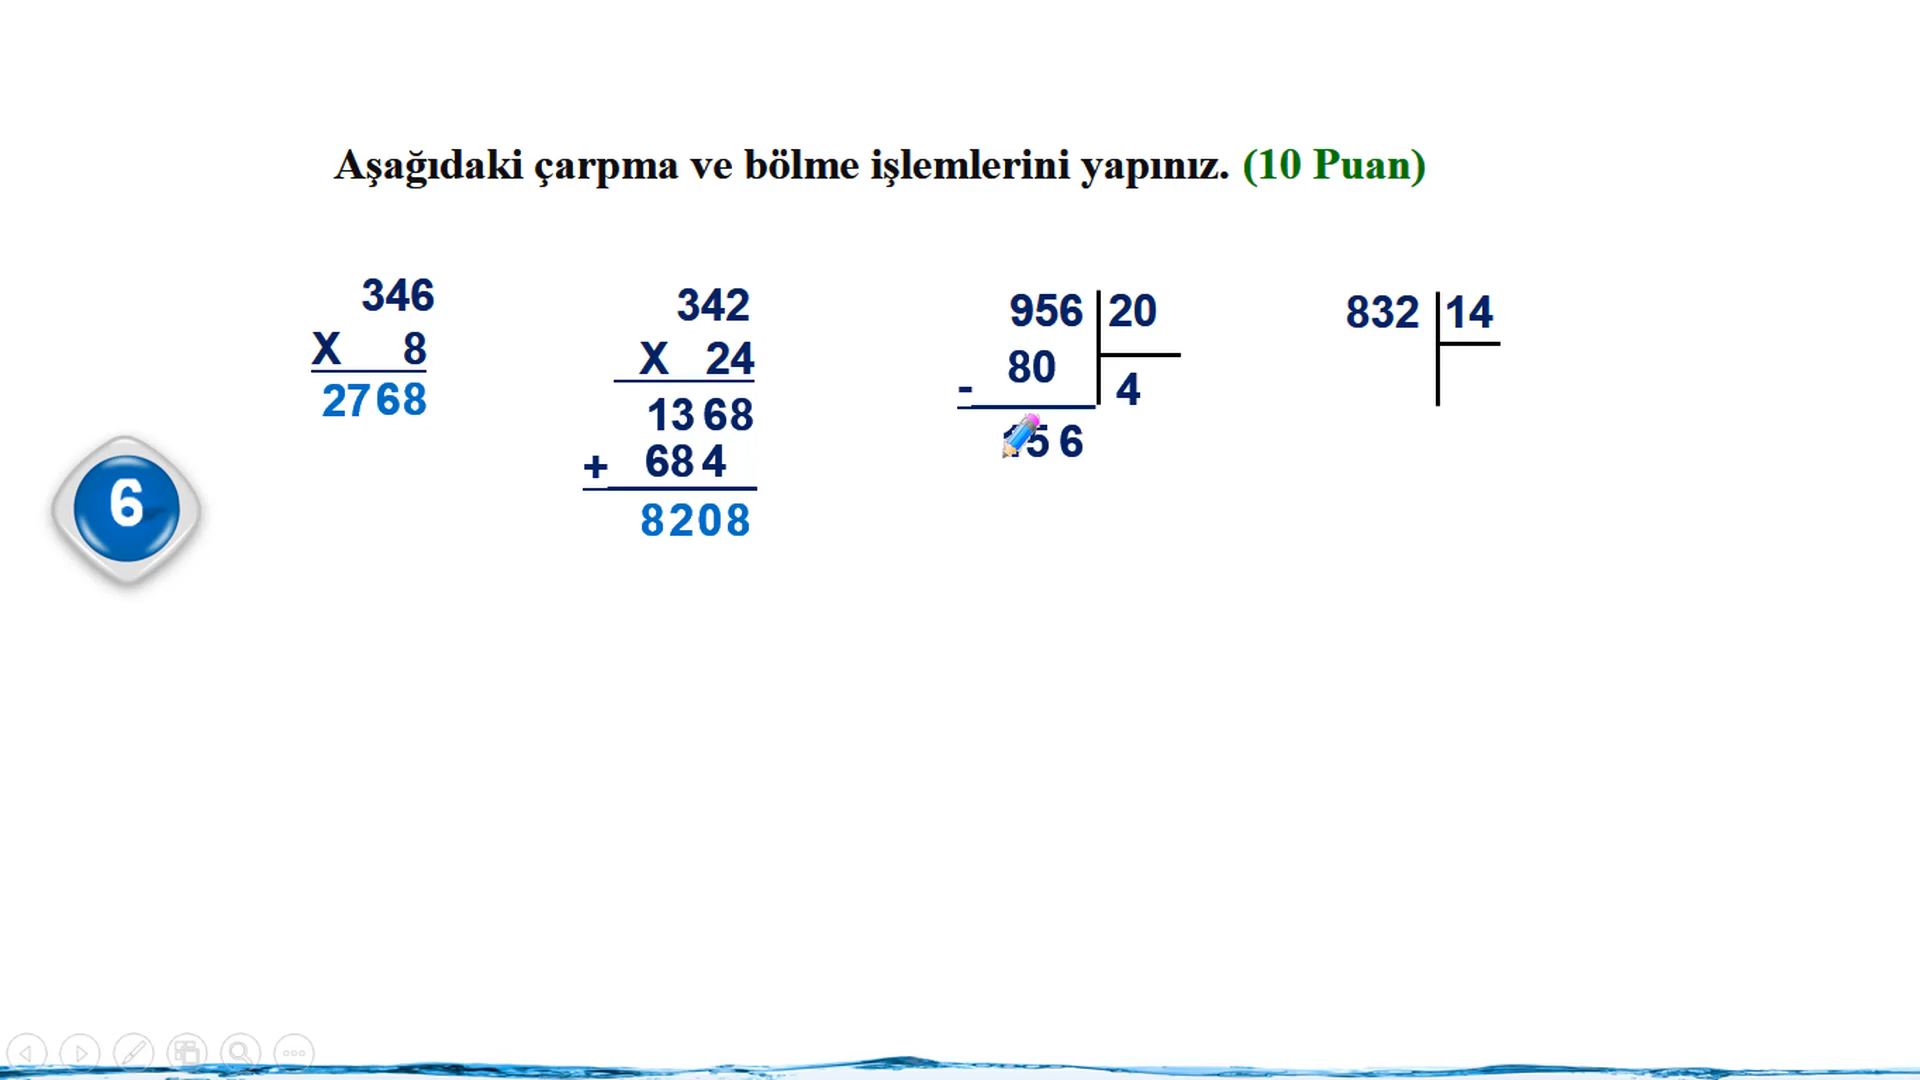 Aşağıdaki çarpma ve bölme işlemlerini yapınız. (10 Puan)
346
X 8
2768
342
X 24
1368
+ 684
8208
956 20
- 80 4
156
832 14
6